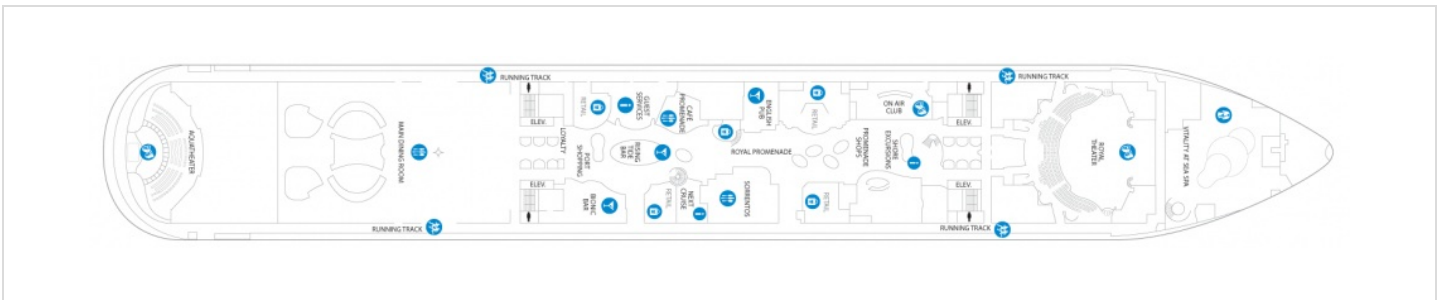 RUNNING TRACK
RUNNING TRACK
AQUATHEATER
MAIN DINING ROOM
ELEV.
LOYALTY
RETAIL
PORT
SHOPPING
GUEST
SERVICES
CAFE
PROMENADE
RISING
TIDE
BAR
ENGLISH
PUB
ROYAL PROMENADE
RETAIL
ON AIR
CLUB
PROMENADE
SHOPS
SHORE
EXCURSIONS
ELEV.
ROYAL
THEATER
VITALITY AT SEA SPA
ELEV.
BIONIC
BAR
RETAIL
NEXT
CRUISE
SORRENTOS
RETAIL
ELEV.
RUNNING TRACK
RUNNING TRACK